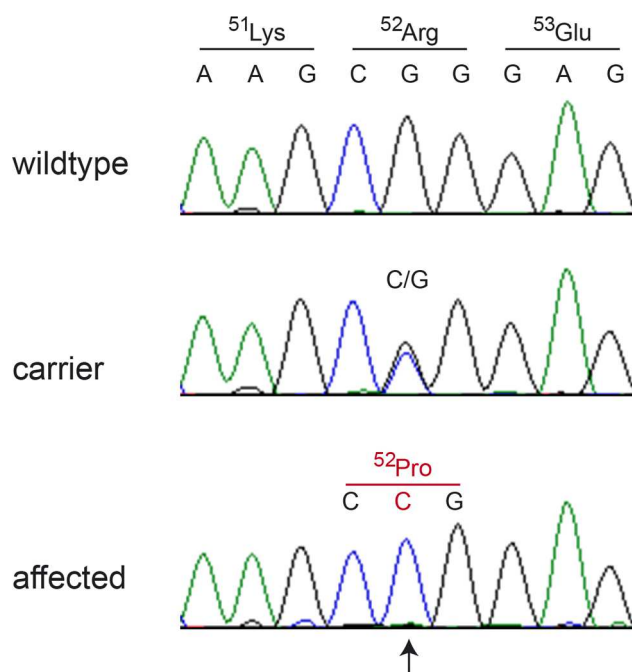 ⁵¹Lys ⁵²Arg ⁵³Glu
A A G C G G G A G
wildtype
C/G
carrier
⁵²Pro
C C G
affected